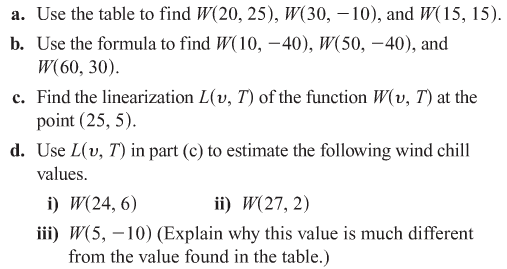 a. Use the table to find W(20, 25), W(30, −10), and W(15, 15).
b. Use the formula to find W(10, −40), W(50, −40), and
W(60, 30).
c. Find the linearization L(υ, T) of the function W(υ, T) at the
point (25, 5).
d. Use L(υ, T) in part (c) to estimate the following wind chill
values.
i) W(24, 6) ii) W(27, 2)
iii) W(5, −10) (Explain why this value is much different
from the value found in the table.)